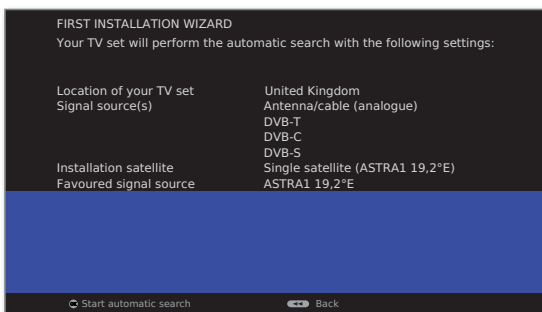 FIRST INSTALLATION WIZARD
Your TV set will perform the automatic search with the following settings:
Location of your TV set United Kingdom
Signal source(s) Antenna/cable (analogue)
DVB-T
DVB-C
DVB-S
Installation satellite Single satellite (ASTRA1 19,2°E)
Favoured signal source ASTRA1 19,2°E
OK Start automatic search Back